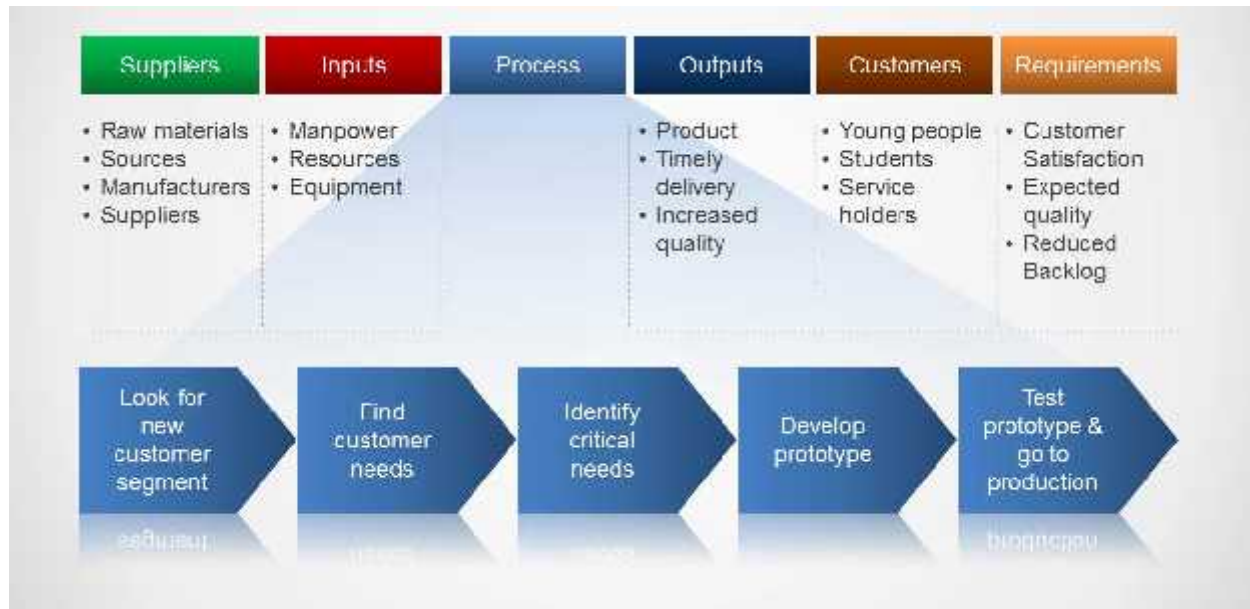 Suppliers
Inputs
Process
Outputs
Customers
Requirements
• Raw materials
• Sources
• Manufacturers
• Suppliers
• Manpower
• Resources
• Equipment
• Product
• Timely
delivery
• Increased
quality
• Young people
• Students
• Service
holders
• Customer
Satisfaction
• Expected
quality
• Reduced
Backlog
Look for
new
customer
segment
Find
customer
needs
Identify
critical
needs
Develop
prototype
Test
prototype &
go to
production